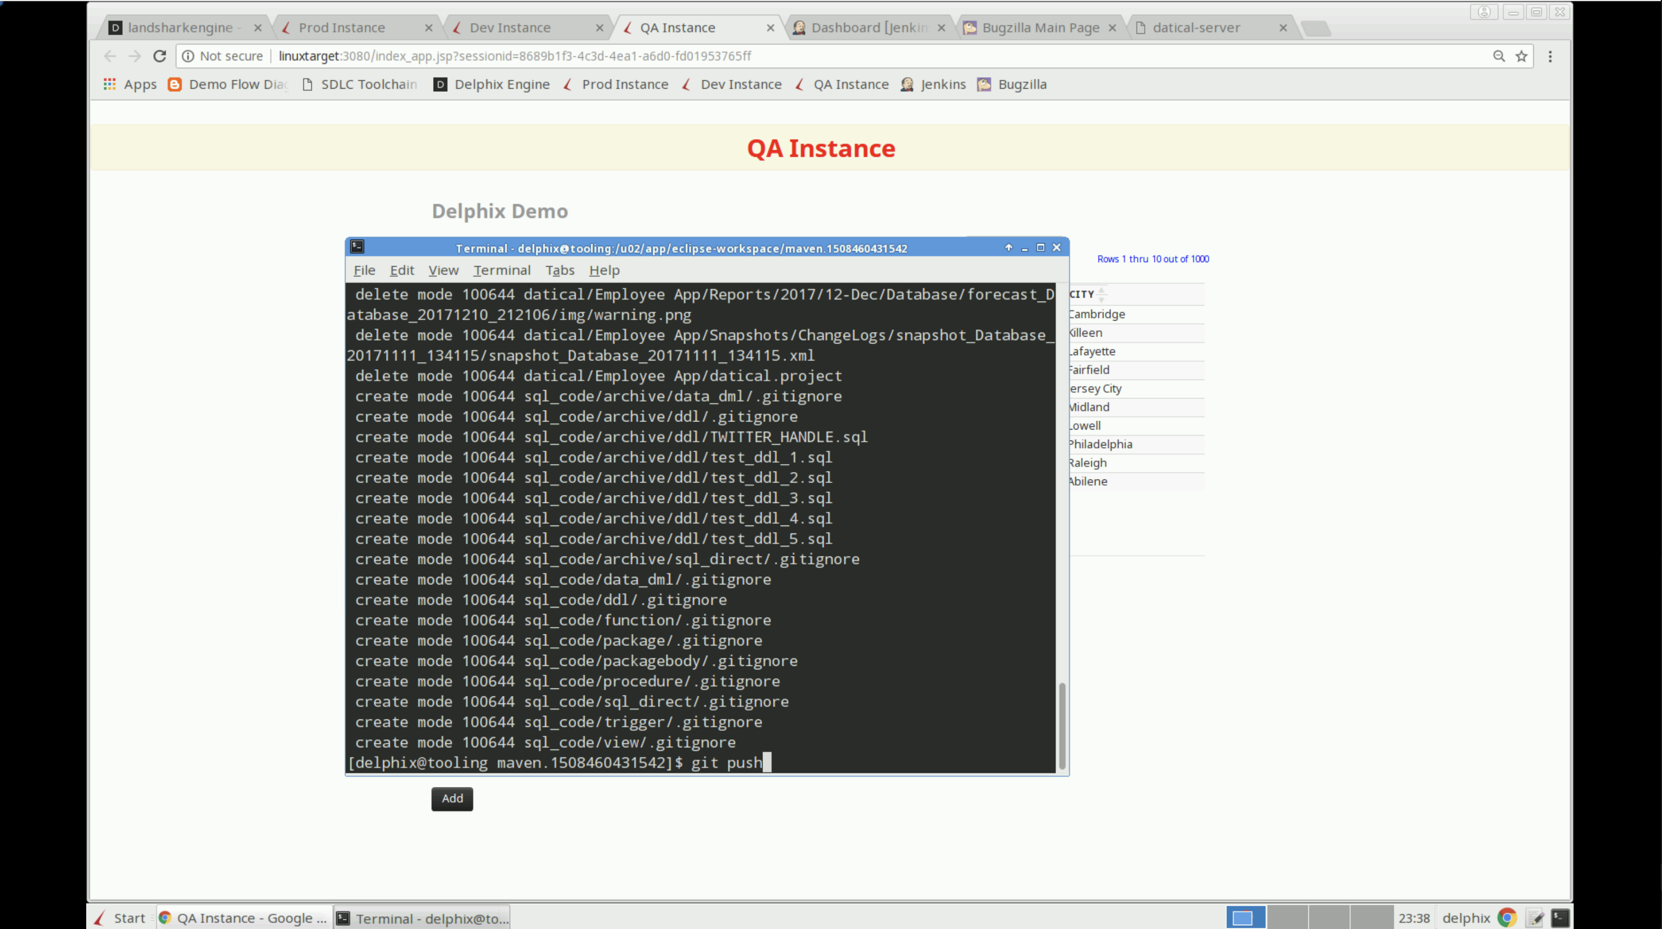 landsharkengine -
Prod Instance
Dev Instance
QA Instance
Dashboard [Jenkin
Bugzilla Main Page
datical-server
Not secure
linuxtarget:3080/index_app.jsp?sessionid=8689b1f3-4c3d-4ea1-a6d0-fd01953765ff
Apps
Demo Flow Dia
SDLC Toolchain
Delphix Engine
Prod Instance
Dev Instance
QA Instance
Jenkins
Bugzilla
QA Instance
Delphix Demo
Terminal - delphix@tooling:/u02/app/eclipse-workspace/maven.1508460431542
File Edit View Terminal Tabs Help
delete mode 100644 datical/Employee App/Reports/2017/12-Dec/Database/forecast_D
atabase_20171210_212106/img/warning.png
delete mode 100644 datical/Employee App/Snapshots/ChangeLogs/snapshot_Database_
20171111_134115/snapshot_Database_20171111_134115.xml
delete mode 100644 datical/Employee App/datical.project
create mode 100644 sql_code/archive/data_dml/.gitignore
create mode 100644 sql_code/archive/ddl/.gitignore
create mode 100644 sql_code/archive/ddl/TWITTER_HANDLE.sql
create mode 100644 sql_code/archive/ddl/test_ddl_1.sql
create mode 100644 sql_code/archive/ddl/test_ddl_2.sql
create mode 100644 sql_code/archive/ddl/test_ddl_3.sql
create mode 100644 sql_code/archive/ddl/test_ddl_4.sql
create mode 100644 sql_code/archive/ddl/test_ddl_5.sql
create mode 100644 sql_code/archive/sql_direct/.gitignore
create mode 100644 sql_code/data_dml/.gitignore
create mode 100644 sql_code/ddl/.gitignore
create mode 100644 sql_code/function/.gitignore
create mode 100644 sql_code/package/.gitignore
create mode 100644 sql_code/packagebody/.gitignore
create mode 100644 sql_code/procedure/.gitignore
create mode 100644 sql_code/sql_direct/.gitignore
create mode 100644 sql_code/trigger/.gitignore
create mode 100644 sql_code/view/.gitignore
[delphix@tooling maven.1508460431542]$ git push
Rows 1 thru 10 out of 1000
CITY
Cambridge
Killeen
Lafayette
Fairfield
ersey City
Midland
Lowell
Philadelphia
Raleigh
Abilene
Add
Start
QA Instance - Google ...
Terminal - delphix@to...
23:38
delphix